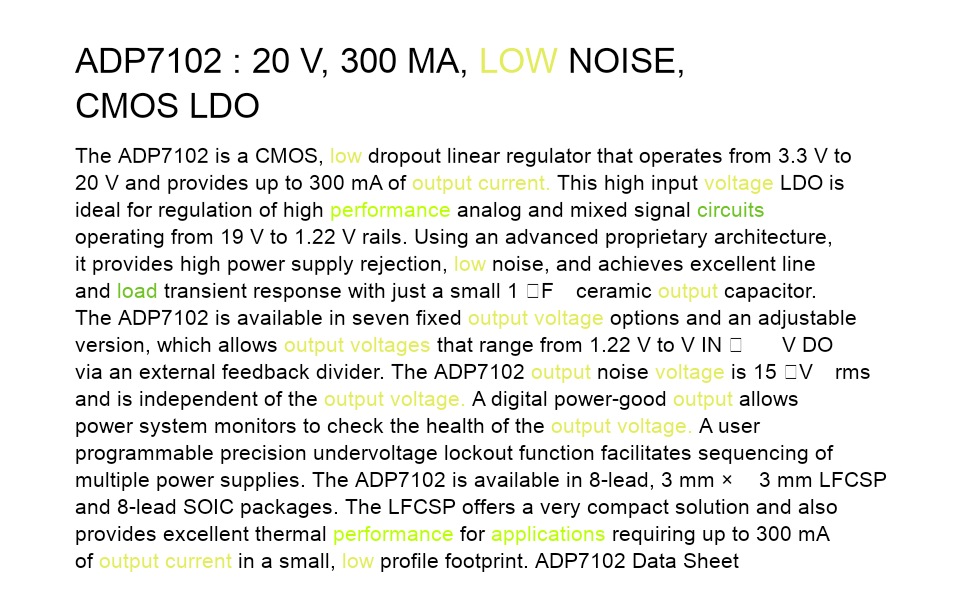 ADP7102 : 20 V, 300 MA, LOW NOISE,
CMOS LDO
The ADP7102 is a CMOS, low dropout linear regulator that operates from 3.3 V to
20 V and provides up to 300 mA of output current. This high input voltage LDO is
ideal for regulation of high performance analog and mixed signal circuits
operating from 19 V to 1.22 V rails. Using an advanced proprietary architecture,
it provides high power supply rejection, low noise, and achieves excellent line
and load transient response with just a small 1 □F ceramic output capacitor.
The ADP7102 is available in seven fixed output voltage options and an adjustable
version, which allows output voltages that range from 1.22 V to V IN □ V DO
via an external feedback divider. The ADP7102 output noise voltage is 15 □V rms
and is independent of the output voltage. A digital power-good output allows
power system monitors to check the health of the output voltage. A user
programmable precision undervoltage lockout function facilitates sequencing of
multiple power supplies. The ADP7102 is available in 8-lead, 3 mm × 3 mm LFCSP
and 8-lead SOIC packages. The LFCSP offers a very compact solution and also
provides excellent thermal performance for applications requiring up to 300 mA
of output current in a small, low profile footprint. ADP7102 Data Sheet